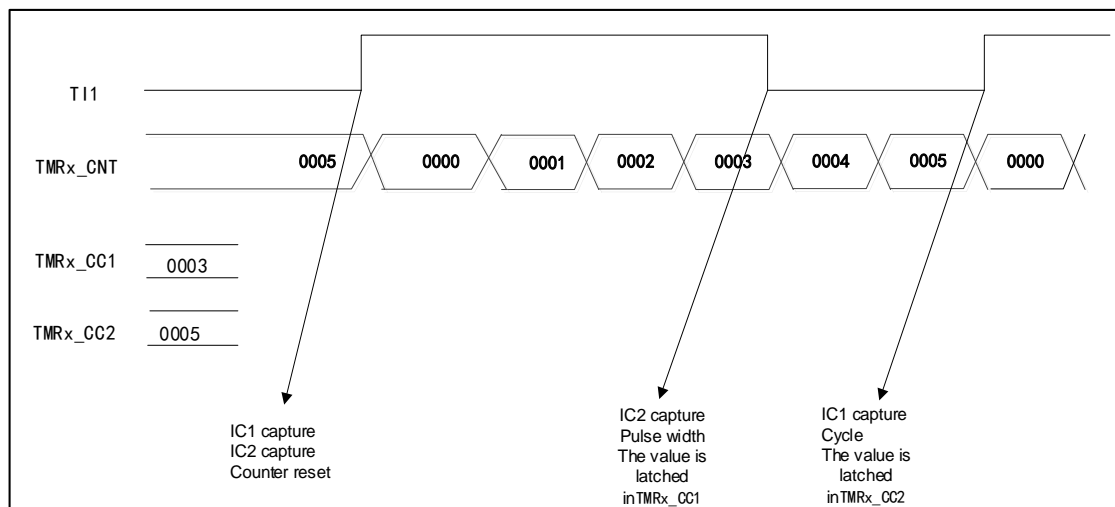 TI1
TMRx_CNT
0005 0000 0001 0002 0003 0004 0005 0000
TMRx_CC1
0003
TMRx_CC2
0005
IC1 capture
IC2 capture
Counter reset
IC2 capture
Pulse width
The value is
latched
inTMRx_CC1
IC1 capture
Cycle
The value is
latched
inTMRx_CC2